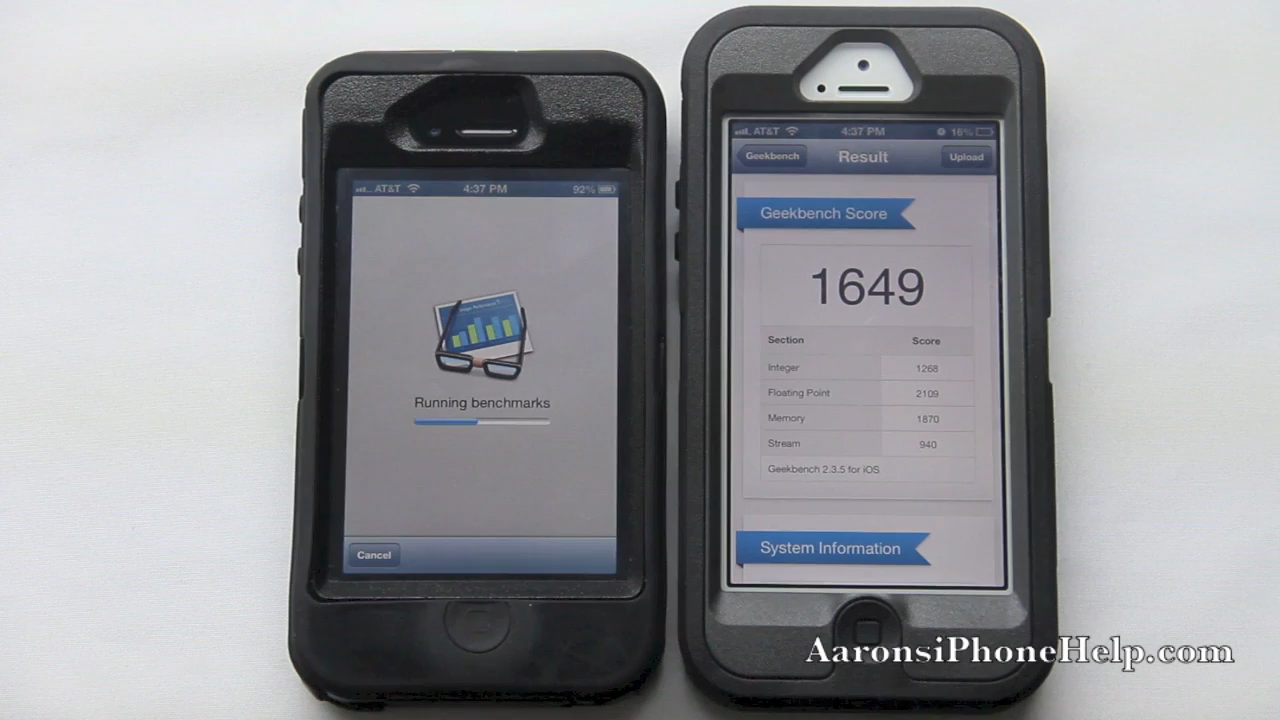 AT&T 4:37 PM 92%
Running benchmarks
Cancel
AT&T 4:37 PM 16%
Geekbench Result Upload
Geekbench Score
1649
Section Score
Integer 1268
Floating Point 2109
Memory 1870
Stream 940
Geekbench 2.3.5 for iOS
System Information
AaronsiPhoneHelp.com